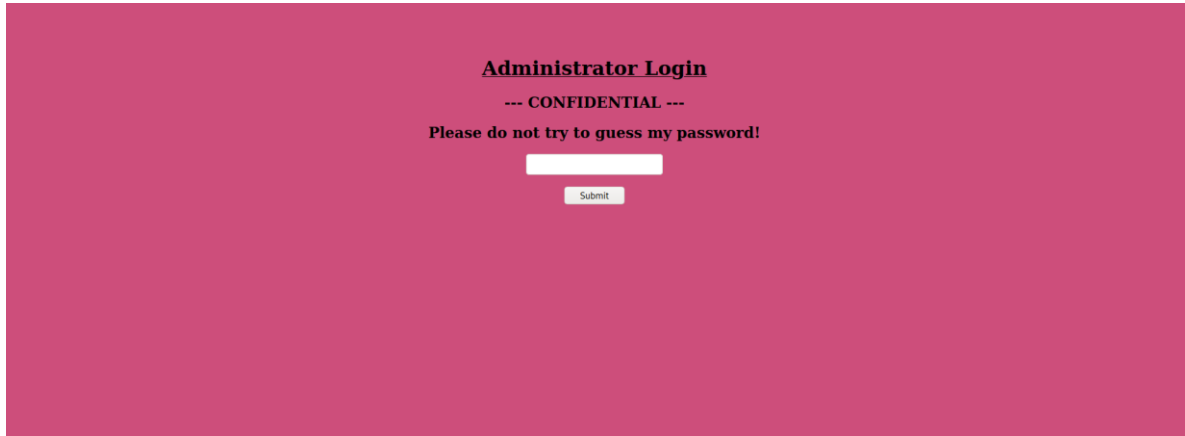 Administrator Login
--- CONFIDENTIAL ---
Please do not try to guess my password!
Submit